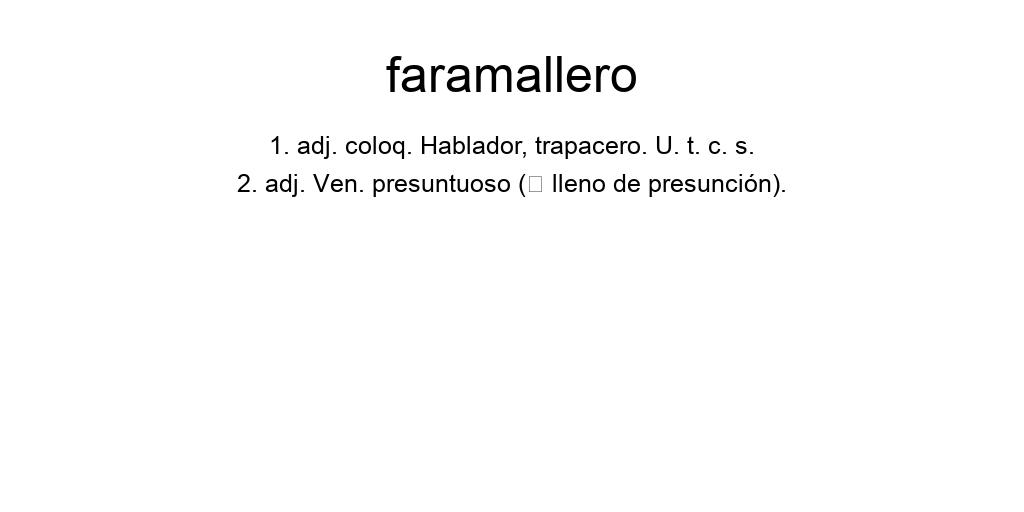 faramallero
1. adj. coloq. Hablador, trapacero. U. t. c. s.
2. adj. Ven. presuntuoso (□ lleno de presunción).